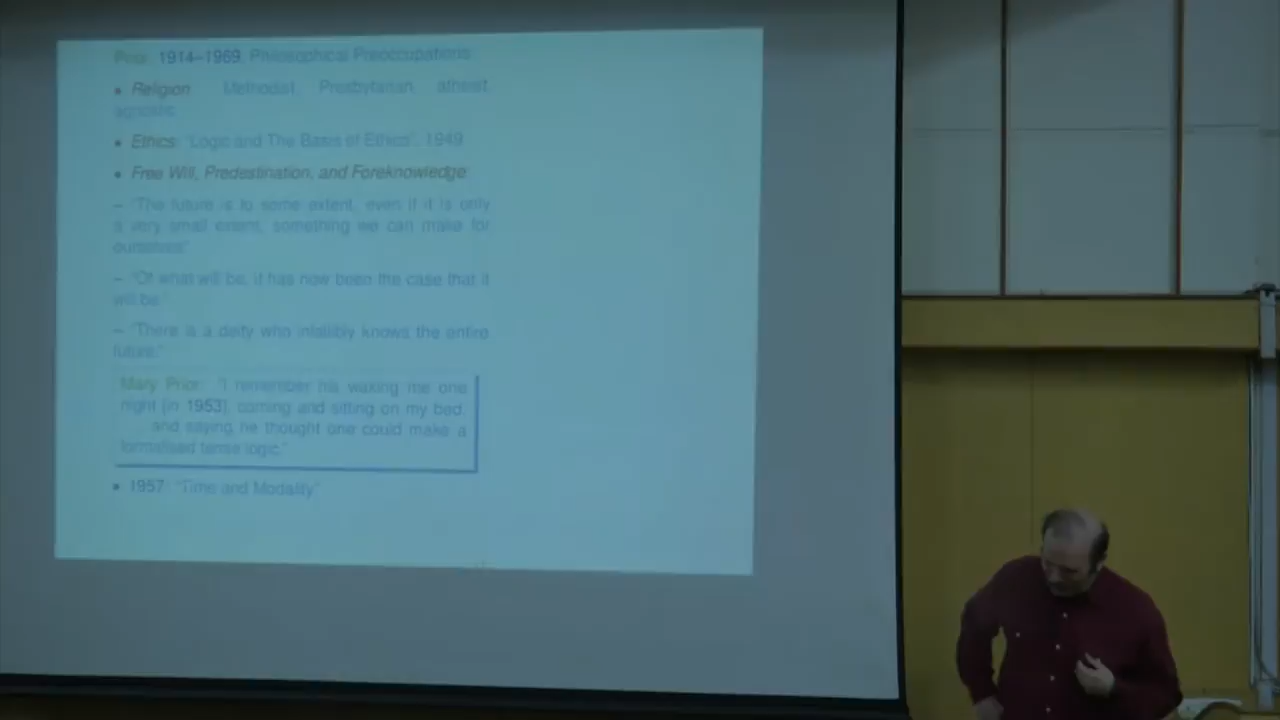 Prior 1914–1969, Philosophical Preoccupations
• Religion: Methodist, Presbyterian, atheist
agnostic
• Ethics: "Logic and The Basis of Ethics", 1949
• Free Will, Predestination, and Foreknowledge
– "The future is to some extent, even if it is only
a very small extent, something we can make for
ourselves"
– "Of what will be, it has now been the case that it
will be."
– "There is a deity who infallibly knows the entire
future."
Mary Prior: "I remember his waking me one
night [in 1953], coming and sitting on my bed,
and saying he thought one could make a
formalised tense logic."
• 1957: "Time and Modality"